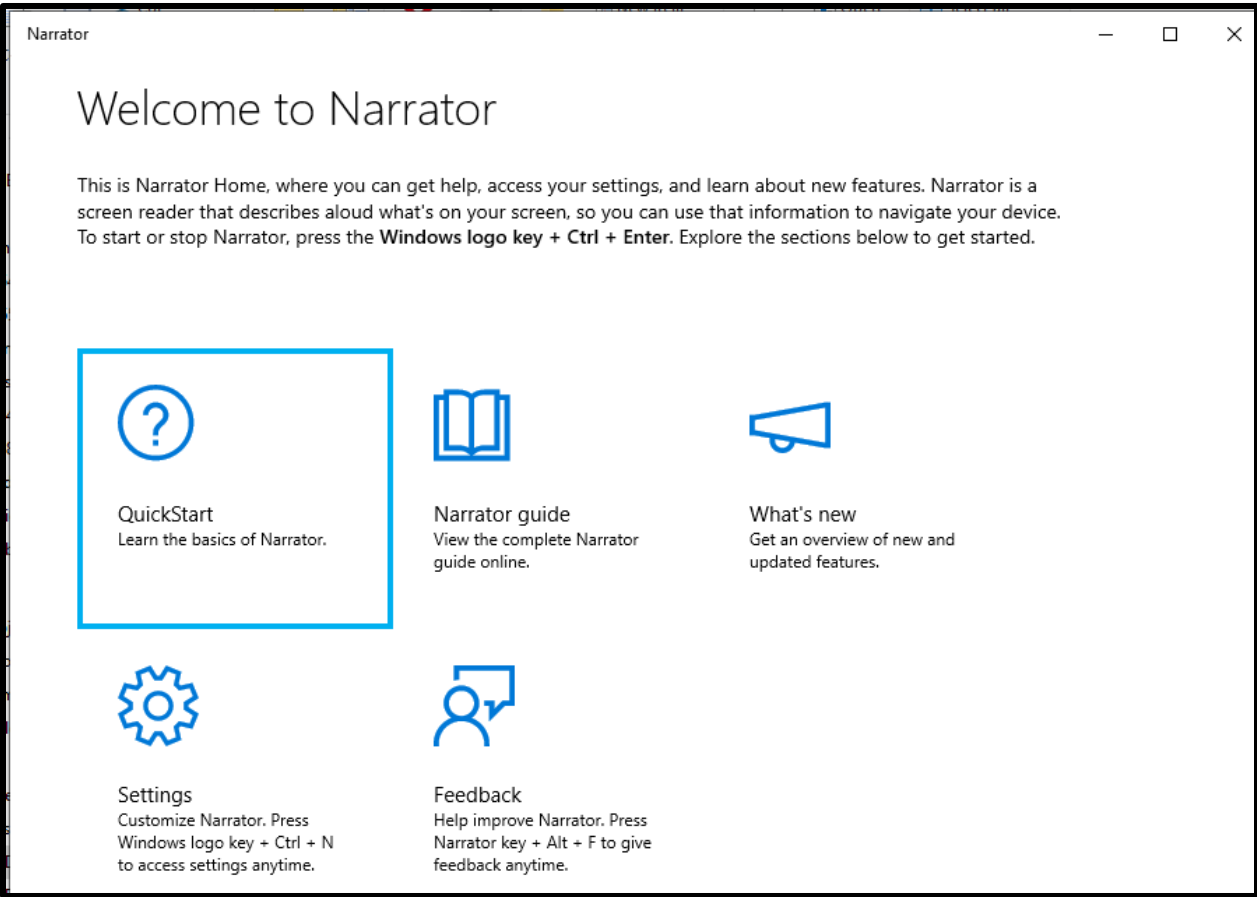 Narrator
Welcome to Narrator
This is Narrator Home, where you can get help, access your settings, and learn about new features. Narrator is a
screen reader that describes aloud what's on your screen, so you can use that information to navigate your device.
To start or stop Narrator, press the Windows logo key + Ctrl + Enter. Explore the sections below to get started.
QuickStart
Learn the basics of Narrator.
Narrator guide
View the complete Narrator
guide online.
What's new
Get an overview of new and
updated features.
Settings
Customize Narrator. Press
Windows logo key + Ctrl + N
to access settings anytime.
Feedback
Help improve Narrator. Press
Narrator key + Alt + F to give
feedback anytime.